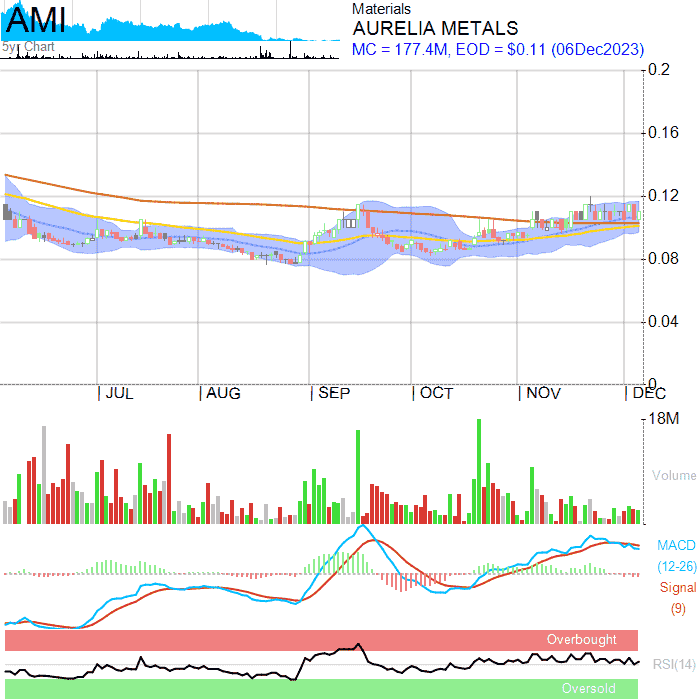 AMI
5yr Chart
Materials
AURELIA METALS
MC = 177.4M, EOD = $0.11 (06Dec2023)
0.2
0.16
0.12
0.08
0.04
0
JUL AUG SEP OCT NOV DEC
18M
Volume
MACD
(12-26)
Signal
(9)
Overbought
RSI(14)
Oversold